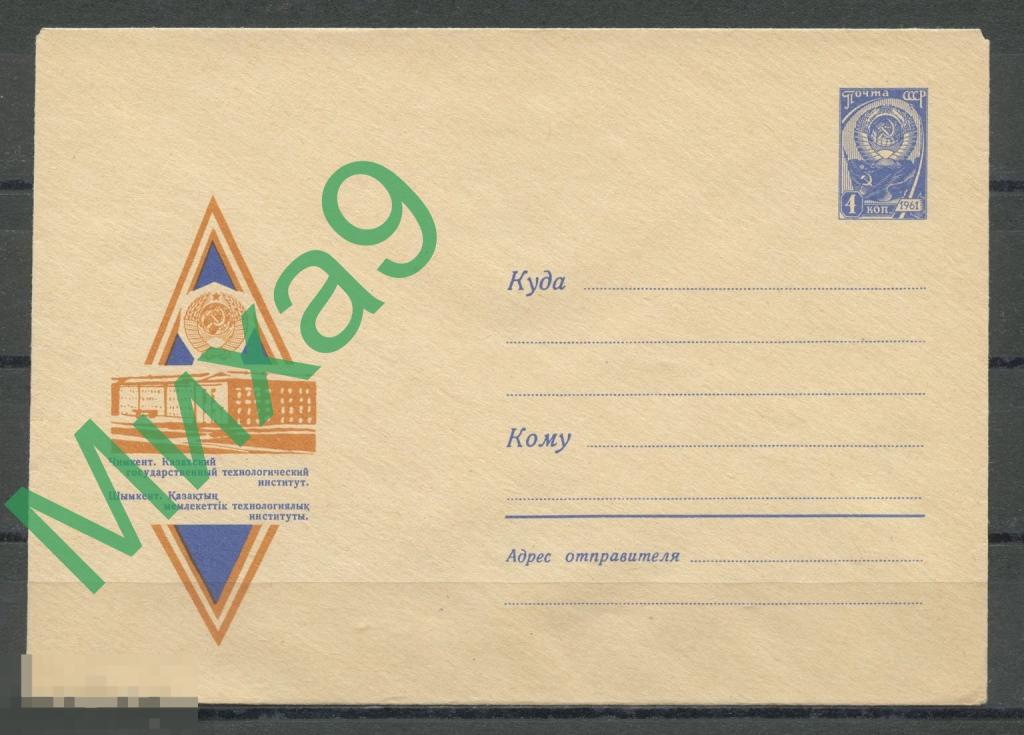 Почта СССР
4 коп. 1961
Куда
Кому
Чимкент. Казахский
государственный технологический
институт.
Шымкент. Қазақтың
мемлекеттік технологиялық
институты.
Адрес отправителя
Миха9